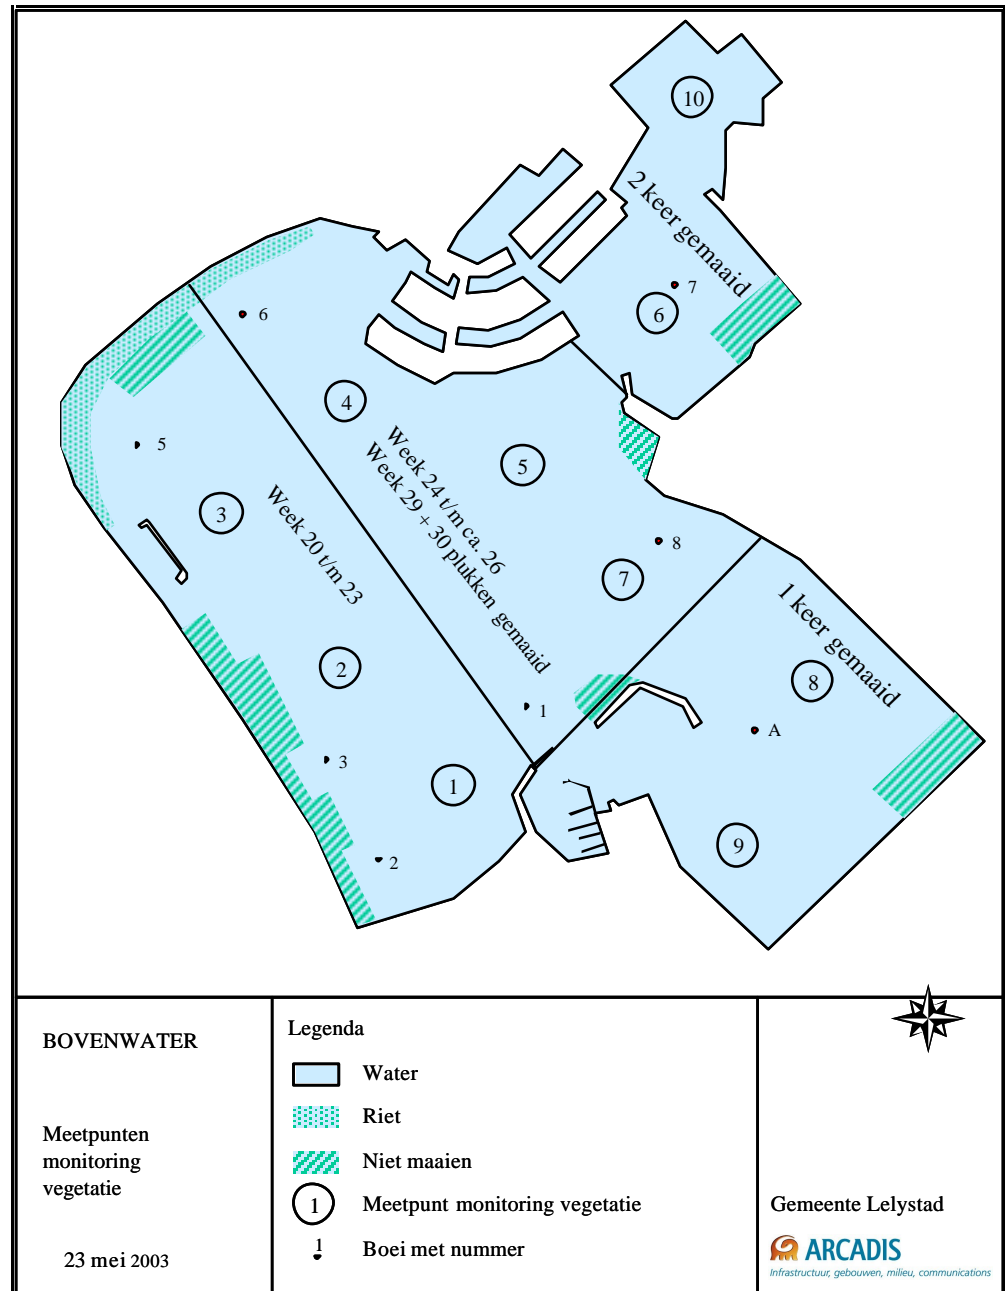 10
2 keer gemaaid
7
6
6
4
5
5
3
Week 20 t/m 23
Week 24 t/m ca. 26
Week 29 + 30 plukken gemaaid
8
7
1 keer gemaaid
8
2
1
A
3
1
9
2
BOVENWATER
Meetpunten
monitoring
vegetatie
23 mei 2003
Legenda
Water
Riet
Niet maaien
1
Meetpunt monitoring vegetatie
1
Boei met nummer
Gemeente Lelystad
ARCADIS
Infrastructuur, gebouwen, milieu, communications